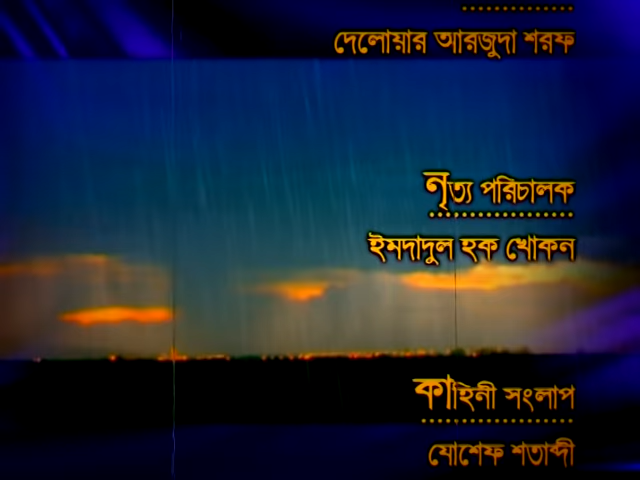 দেলোয়ার আরজুদা শরফ
নৃত্য পরিচালক
ইমদাদুল হক খোকন
কাহিনী সংলাপ
যোশেফ শতাব্দী